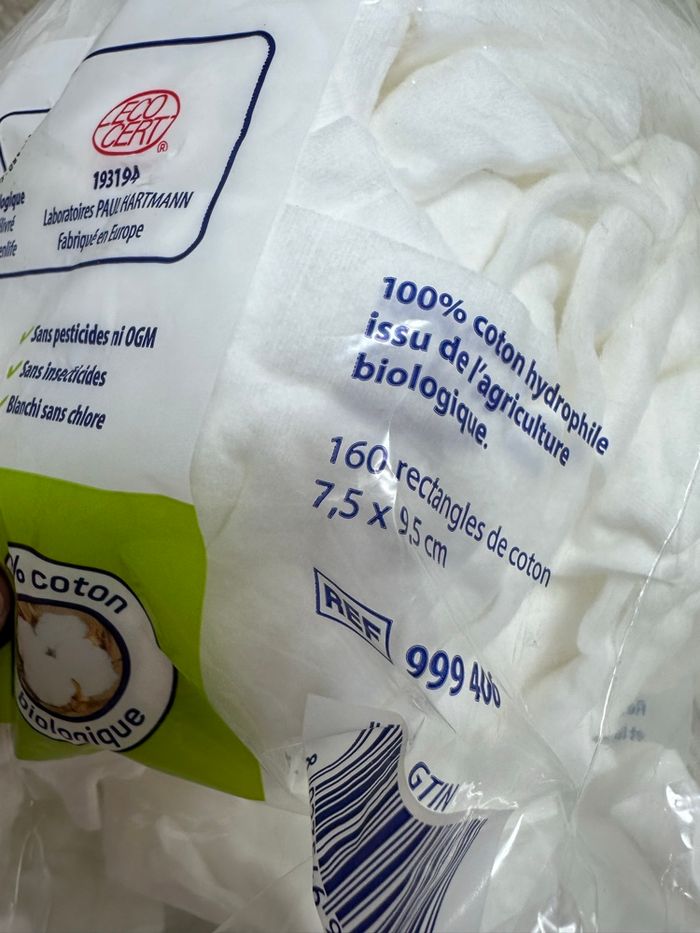 ECO
CERT
®
193194
Laboratoires PAUL HARTMANN
Fabriqué en Europe
Sans pesticides ni OGM
Sans insecticides
Blanchi sans chlore
100% coton hydrophile
issu de l'agriculture
biologique.
160 rectangles de coton
7,5 x 9,5 cm
REF 999 406
GTIN
% coton
biologique